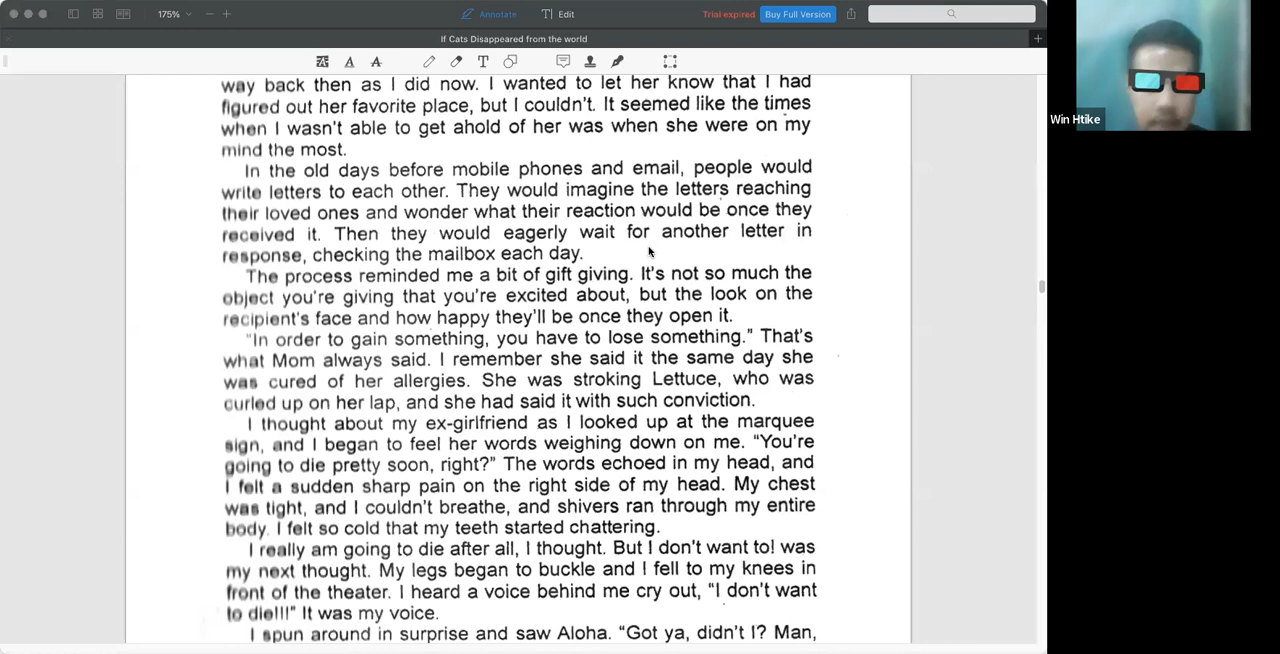 175%
Annotate
Edit
Trial expired
Buy Full Version
If Cats Disappeared from the world
way back then as I did now. I wanted to let her know that I had
figured out her favorite place, but I couldn't. It seemed like the times
when I wasn't able to get ahold of her was when she were on my
mind the most.
In the old days before mobile phones and email, people would
write letters to each other. They would imagine the letters reaching
their loved ones and wonder what their reaction would be once they
received it. Then they would eagerly wait for another letter in
response, checking the mailbox each day.
The process reminded me a bit of gift giving. It's not so much the
object you're giving that you're excited about, but the look on the
recipient's face and how happy they'll be once they open it.
"In order to gain something, you have to lose something." That's
what Mom always said. I remember she said it the same day she
was cured of her allergies. She was stroking Lettuce, who was
curled up on her lap, and she had said it with such conviction.
I thought about my ex-girlfriend as I looked up at the marquee
sign, and I began to feel her words weighing down on me. "You're
going to die pretty soon, right?" The words echoed in my head, and
I felt a sudden sharp pain on the right side of my head. My chest
was tight, and I couldn't breathe, and shivers ran through my entire
body. I felt so cold that my teeth started chattering.
I really am going to die after all, I thought. But I don't want to! was
my next thought. My legs began to buckle and I fell to my knees in
front of the theater. I heard a voice behind me cry out, "I don't want
to die!!!" It was my voice.
I spun around in surprise and saw Aloha. "Got ya, didn't I? Man,
Win Htike